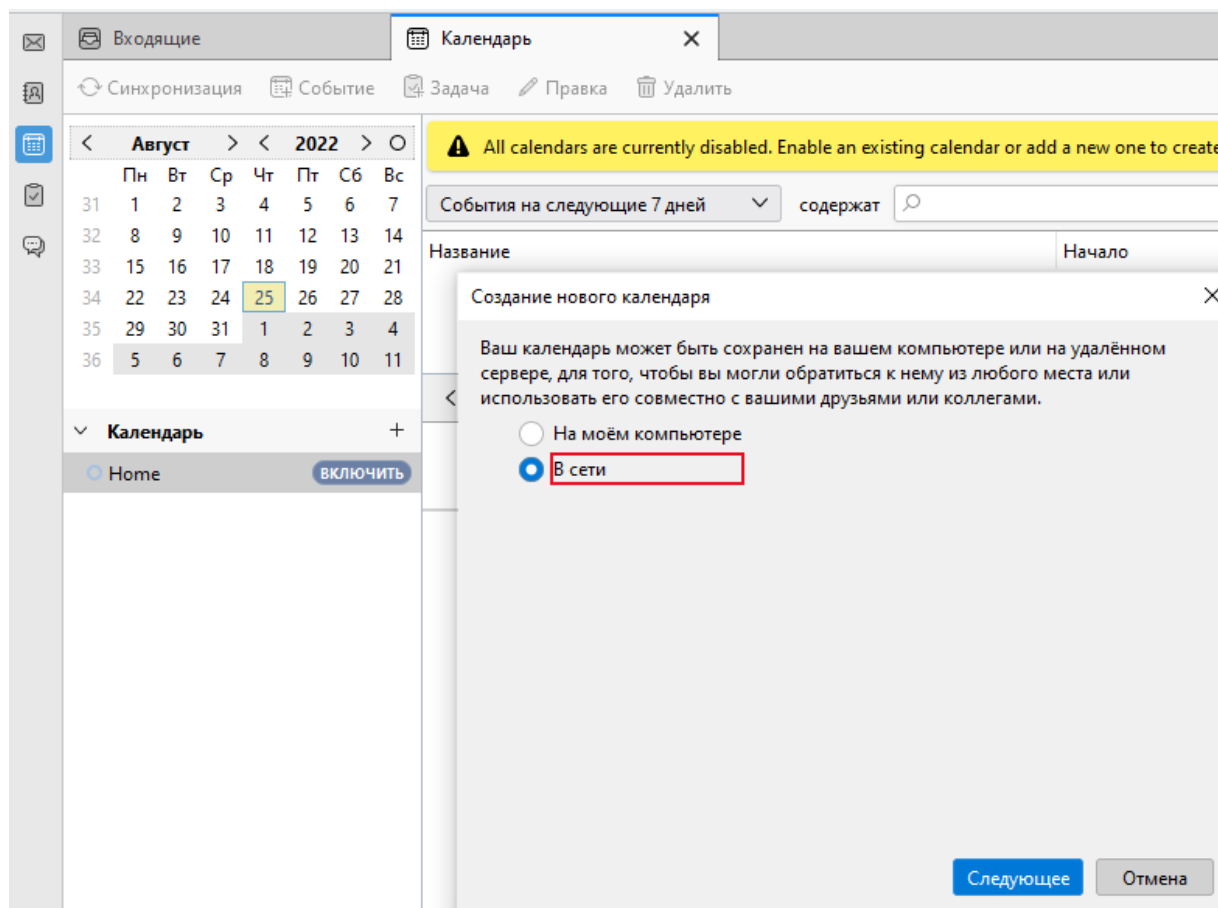 Входящие
Календарь
Синхронизация Событие Задача Правка Удалить
Август 2022
Пн Вт Ср Чт Пт Сб Вс
31 1 2 3 4 5 6 7
32 8 9 10 11 12 13 14
33 15 16 17 18 19 20 21
34 22 23 24 25 26 27 28
35 29 30 31 1 2 3 4
36 5 6 7 8 9 10 11
Календарь
Home ВКЛЮЧИТЬ
All calendars are currently disabled. Enable an existing calendar or add a new one to create
События на следующие 7 дней содержат
Название Начало
Создание нового календаря
Ваш календарь может быть сохранен на вашем компьютере или на удалённом
сервере, для того, чтобы вы могли обратиться к нему из любого места или
использовать его совместно с вашими друзьями или коллегами.
На моём компьютере
В сети
Следующее Отмена